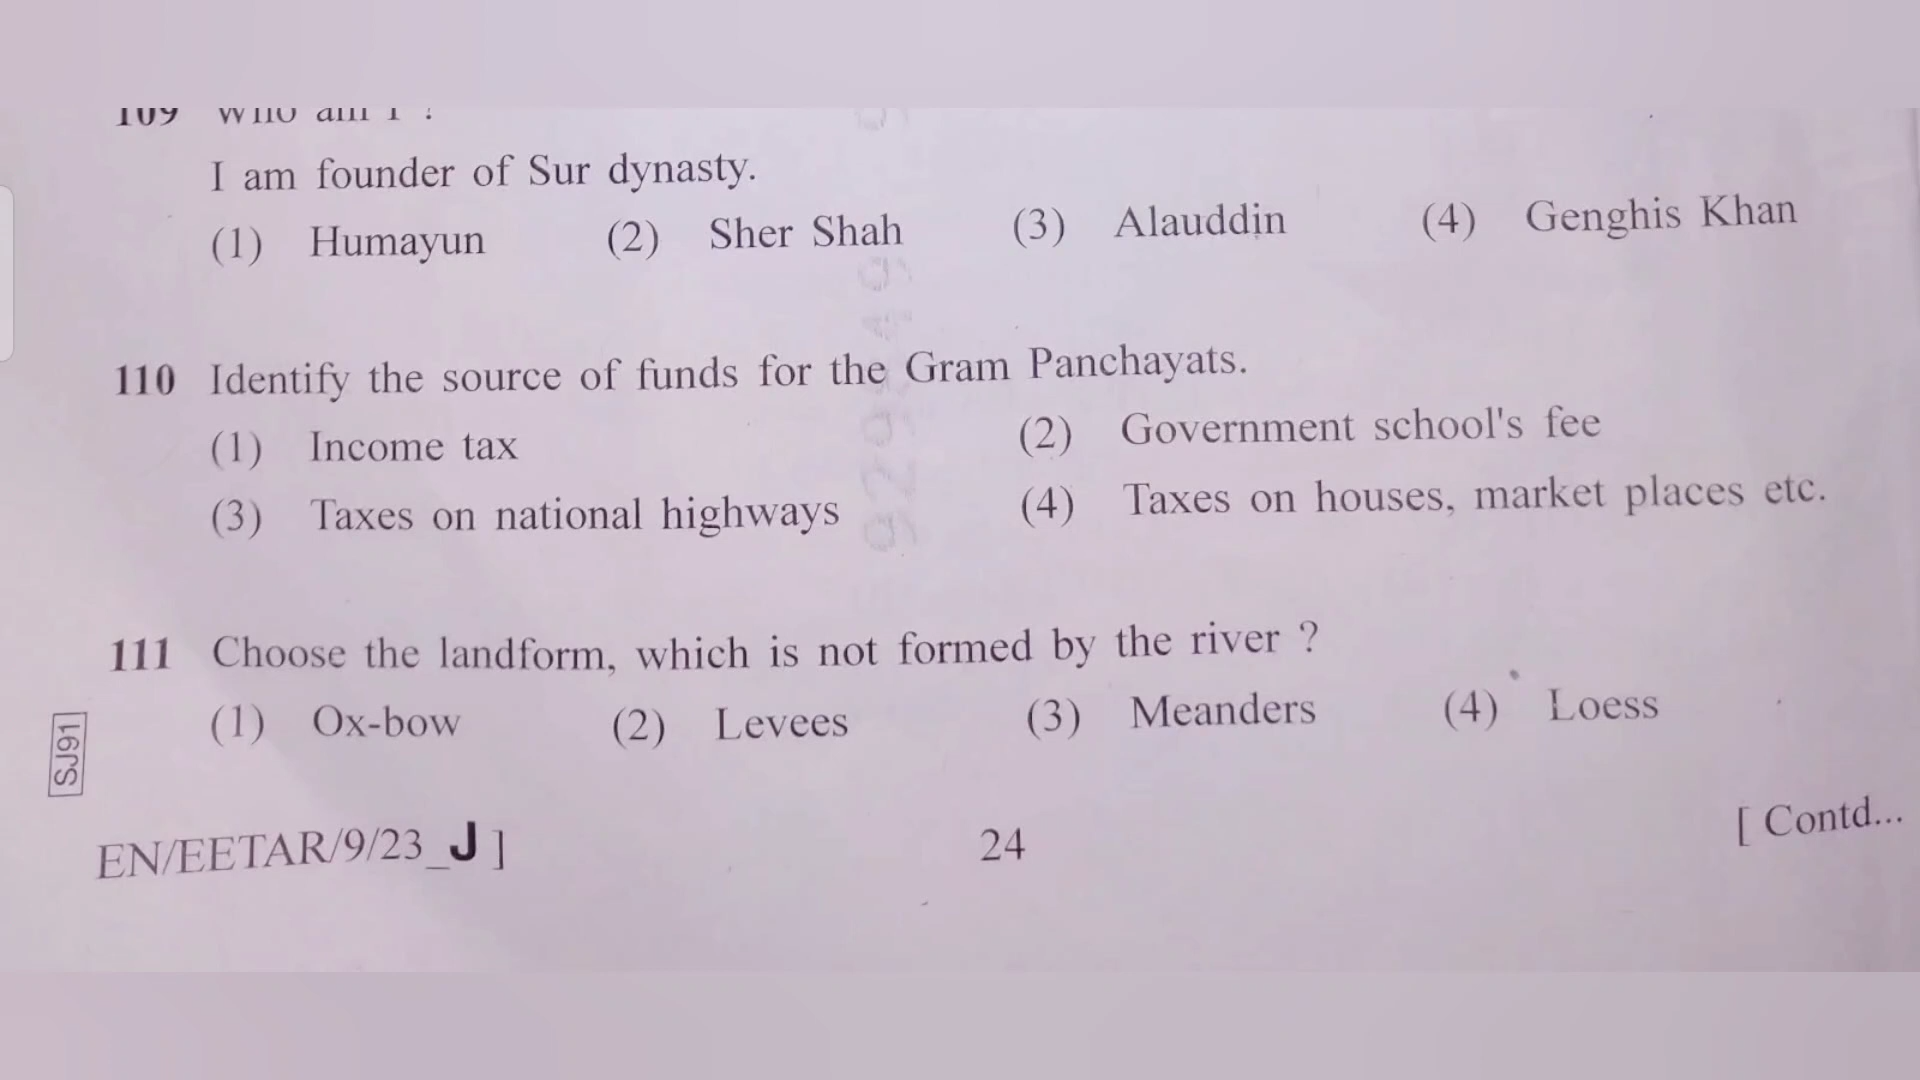 109 Who am I ?
I am founder of Sur dynasty.
(1) Humayun (2) Sher Shah (3) Alauddin (4) Genghis Khan
110 Identify the source of funds for the Gram Panchayats.
(1) Income tax (2) Government school's fee
(3) Taxes on national highways (4) Taxes on houses, market places etc.
111 Choose the landform, which is not formed by the river ?
(1) Ox-bow (2) Levees (3) Meanders (4) Loess
SJ91
EN/EETAR/9/23_J ] 24 [ Contd...